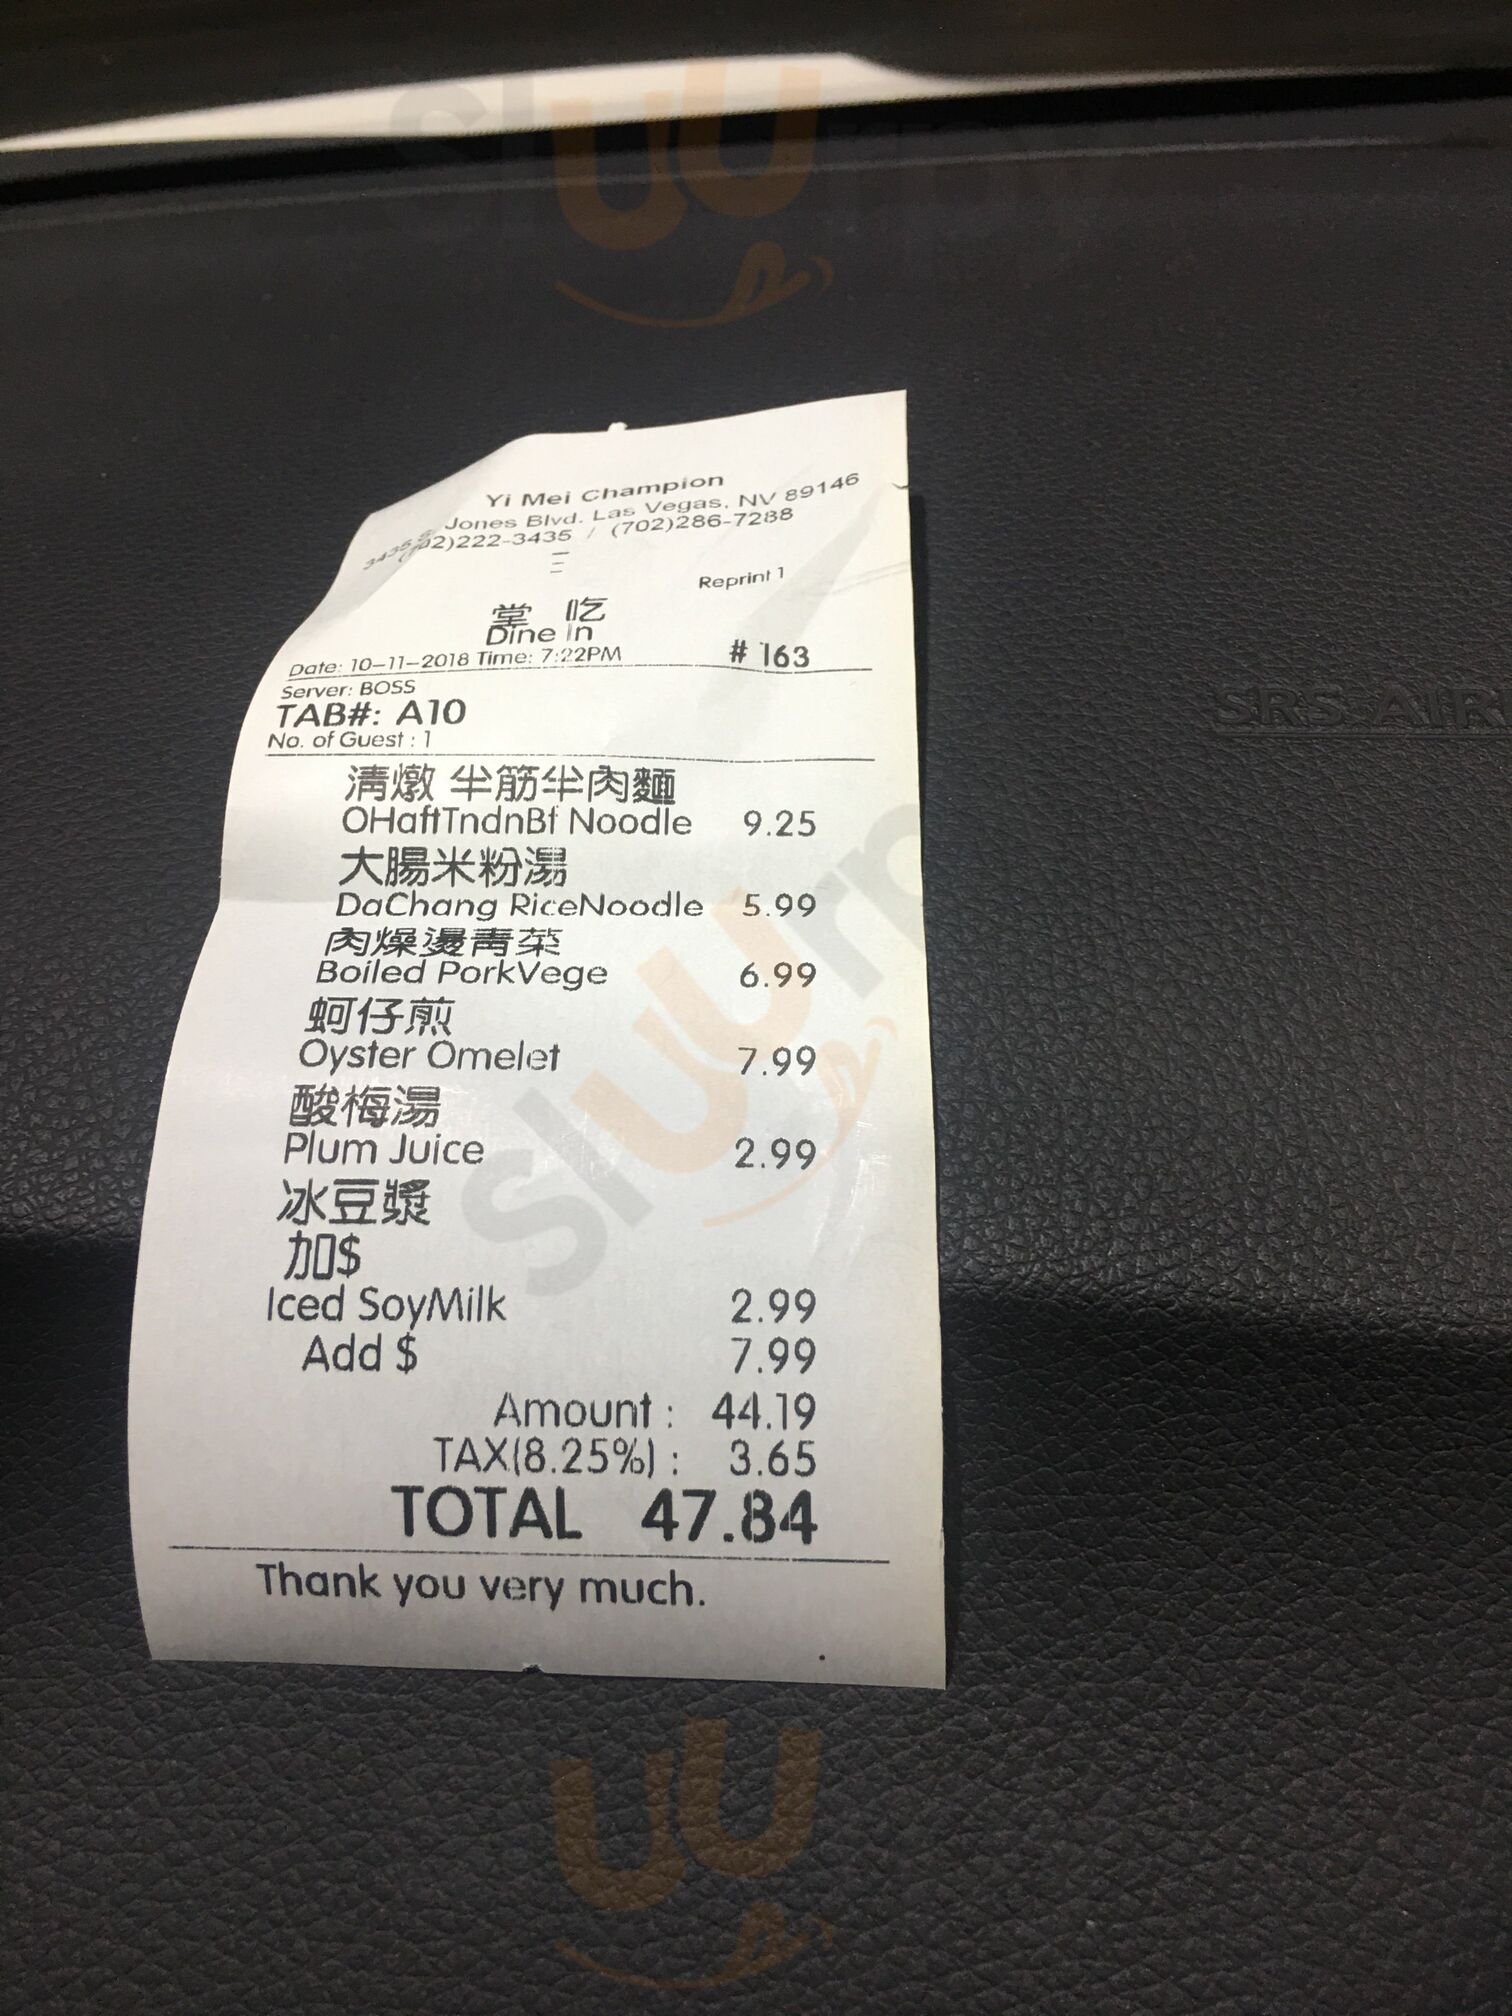 Yi Mei Champion
3435 S. Jones Blvd. Las Vegas, NV 89146
(702)222-3435 / (702)286-7288
Reprint 1
堂 吃
Dine In
Date: 10-11-2018 Time: 7:22PM # 163
Server: BOSS
TAB#: A10
No. of Guest : 1
清燉 半筋半肉麵
OHaftTndnBf Noodle 9.25
大腸米粉湯
DaChang RiceNoodle 5.99
肉燥燙青菜
Boiled PorkVege 6.99
蚵仔煎
Oyster Omelet 7.99
酸梅湯
Plum Juice 2.99
冰豆漿
加$
Iced SoyMilk 2.99
Add $ 7.99
Amount : 44.19
TAX(8.25%) : 3.65
TOTAL 47.84
Thank you very much.
SRS AIR
sluurpy